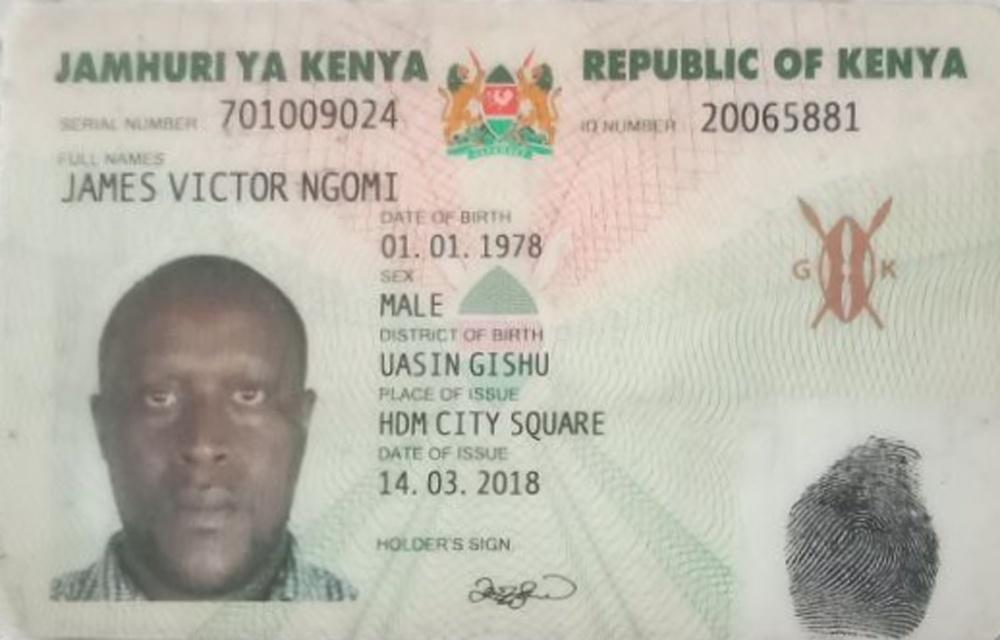 JAMHURI YA KENYA
REPUBLIC OF KENYA
SERIAL NUMBER 701009024
ID NUMBER 20065881
FULL NAMES
JAMES VICTOR NGOMI
DATE OF BIRTH
01. 01. 1978
SEX
MALE
DISTRICT OF BIRTH
UASIN GISHU
PLACE OF ISSUE
HDM CITY SQUARE
DATE OF ISSUE
14. 03. 2018
HOLDER'S SIGN.
G K